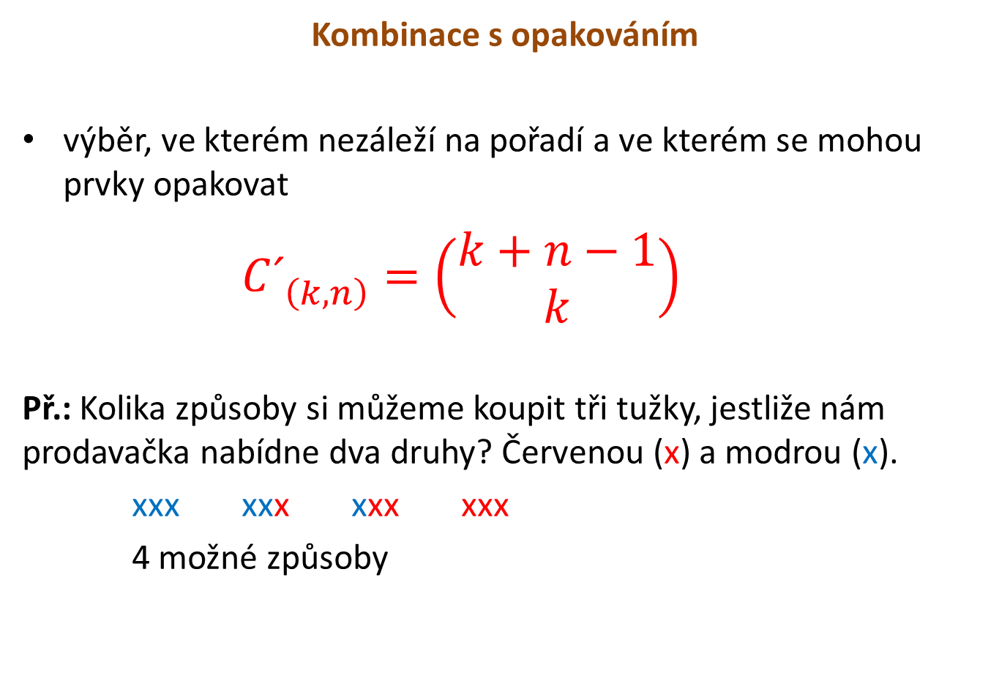 Kombinace s opakováním
• výběr, ve kterém nezáleží na pořadí a ve kterém se mohou
prvky opakovat
C´(k,n) = (k + n − 1
k)
Př.: Kolika způsoby si můžeme koupit tři tužky, jestliže nám
prodavačka nabídne dva druhy? Červenou (x) a modrou (x).
xxx xxx xxx xxx
4 možné způsoby